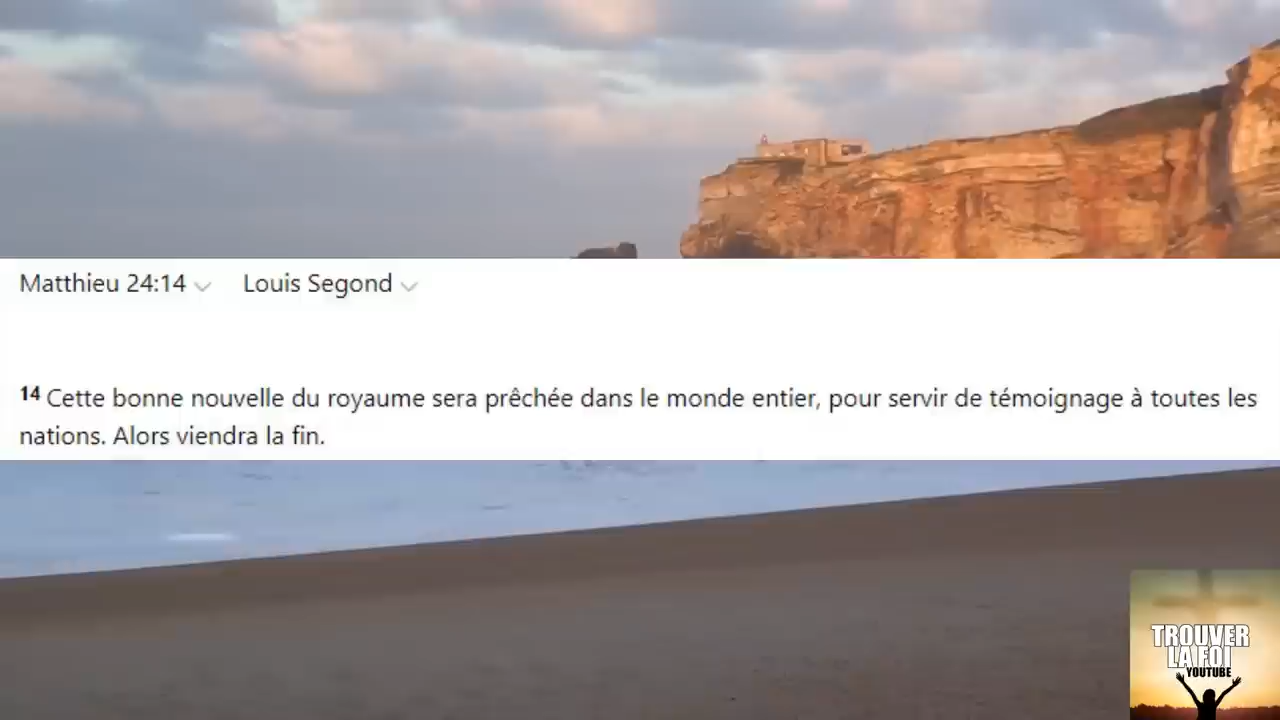 Matthieu 24:14 Louis Segond
14 Cette bonne nouvelle du royaume sera prêchée dans le monde entier, pour servir de témoignage à toutes les
nations. Alors viendra la fin.
TROUVER
LA FOI
YOUTUBE